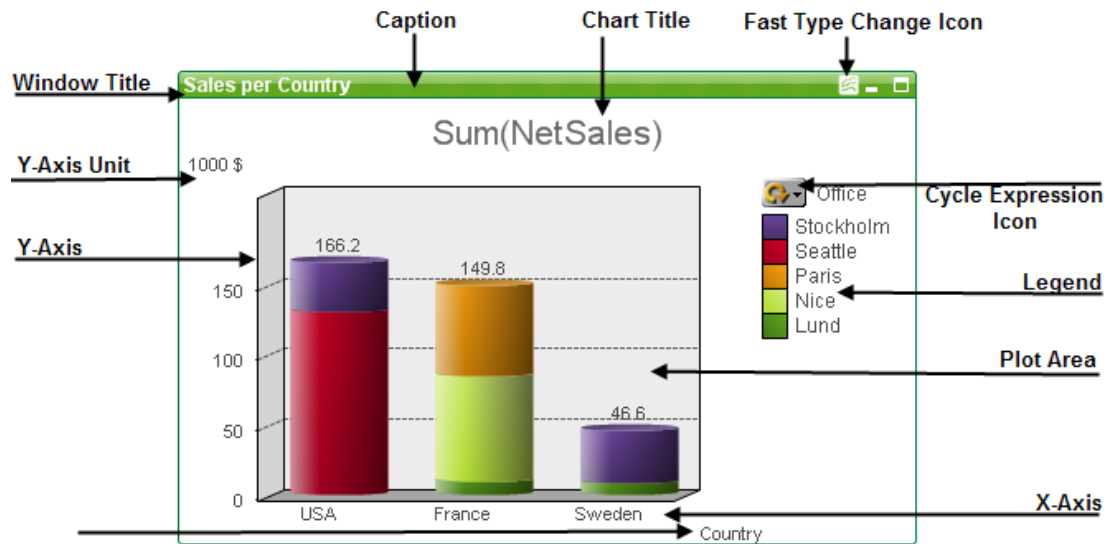 Caption
Chart Title
Fast Type Change Icon
Window Title
Sales per Country
Sum(NetSales)
Y-Axis Unit
1000 $
Office
Cycle Expression
Icon
Stockholm
Seattle
Paris
Nice
Lund
Legend
Y-Axis
166.2
149.8
46.6
150
100
50
0
Plot Area
USA
France
Sweden
X-Axis
Country